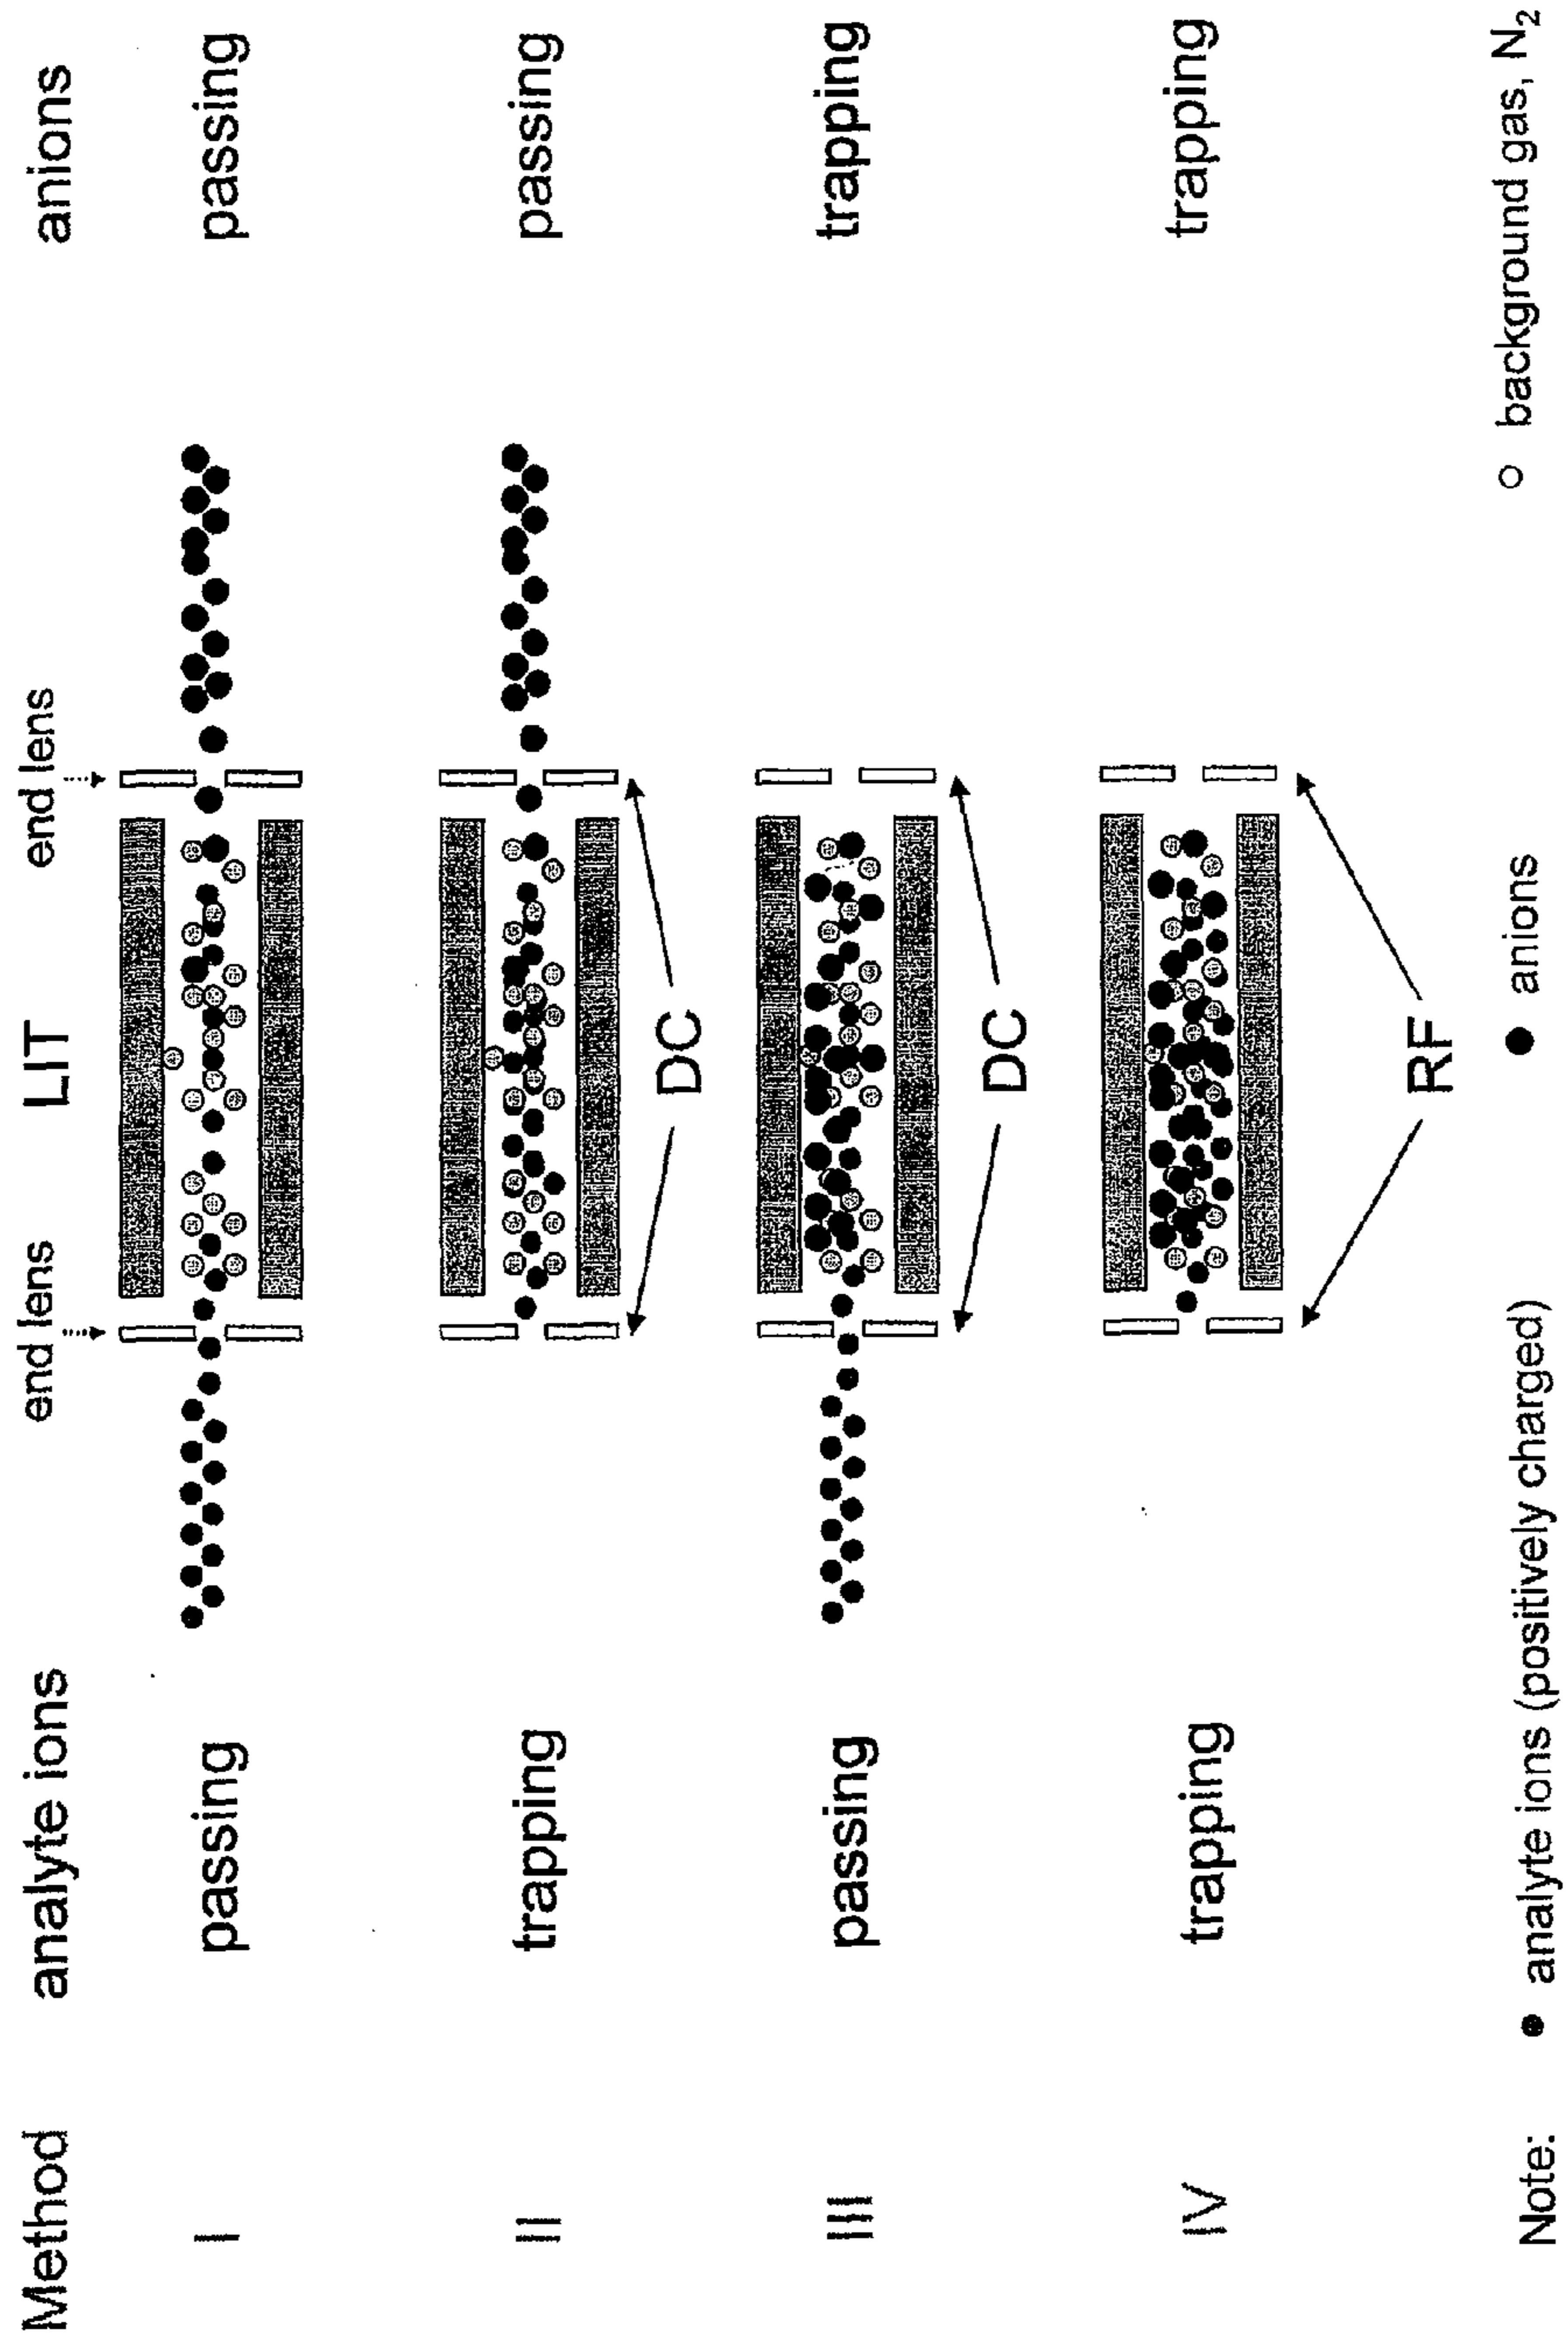 Method analyte ions end lens LIT end lens anions
I passing passing
II trapping passing
DC
III passing trapping
DC
IV trapping trapping
RF
Note: analyte ions (positively charged) anions background gas, N₂